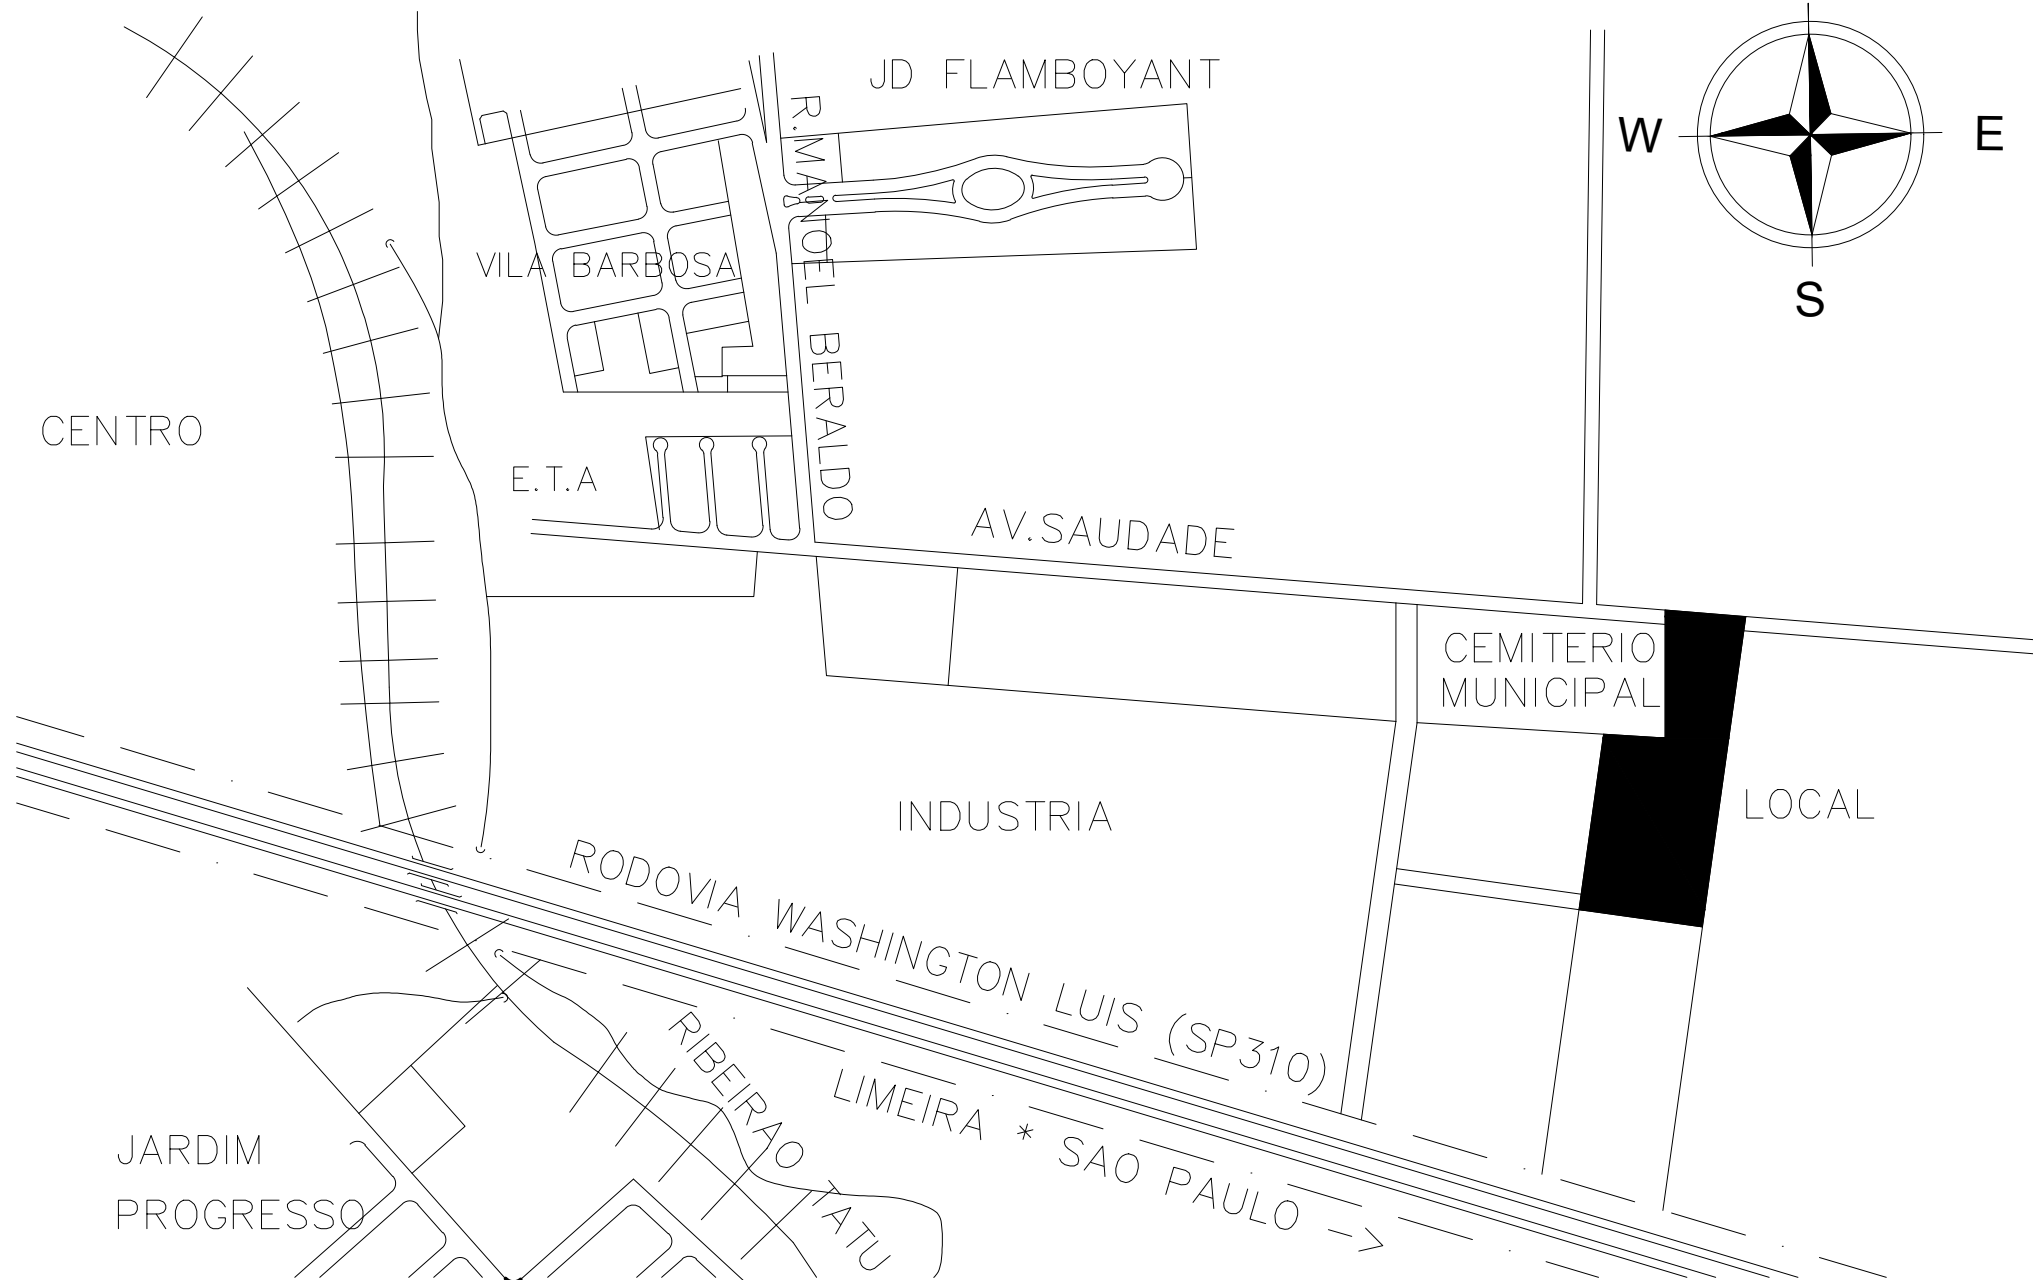 JD FLAMBOYANT
R.MANOEL BERALDO
W
E
S
VILA BARBOSA
CENTRO
E.T.A
AV.SAUDADE
CEMITERIO
MUNICIPAL
LOCAL
INDUSTRIA
RODOVIA WASHINGTON LUIS (SP310)
LIMEIRA * SAO PAULO -->
RIBEIRAO TATU
JARDIM
PROGRESSO